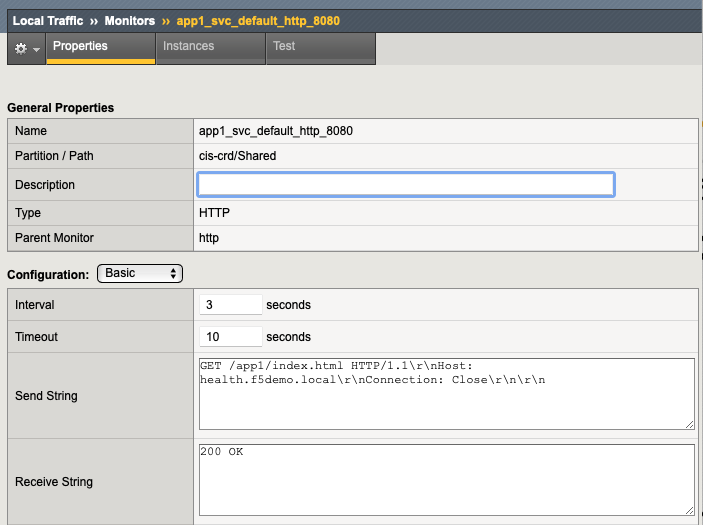 Local Traffic ›› Monitors ›› app1_svc_default_http_8080
Properties Instances Test
General Properties
Name app1_svc_default_http_8080
Partition / Path cis-crd/Shared
Description
Type HTTP
Parent Monitor http
Configuration: Basic
Interval 3 seconds
Timeout 10 seconds
Send String GET /app1/index.html HTTP/1.1\r\nHost:
health.f5demo.local\r\nConnection: Close\r\n\r\n
Receive String 200 OK